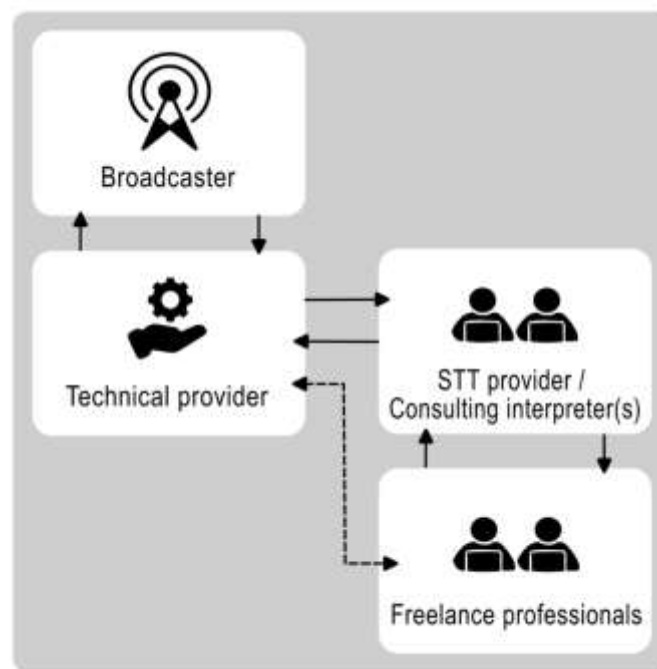 Broadcaster
Technical provider
STT provider /
Consulting interpreter(s)
Freelance professionals